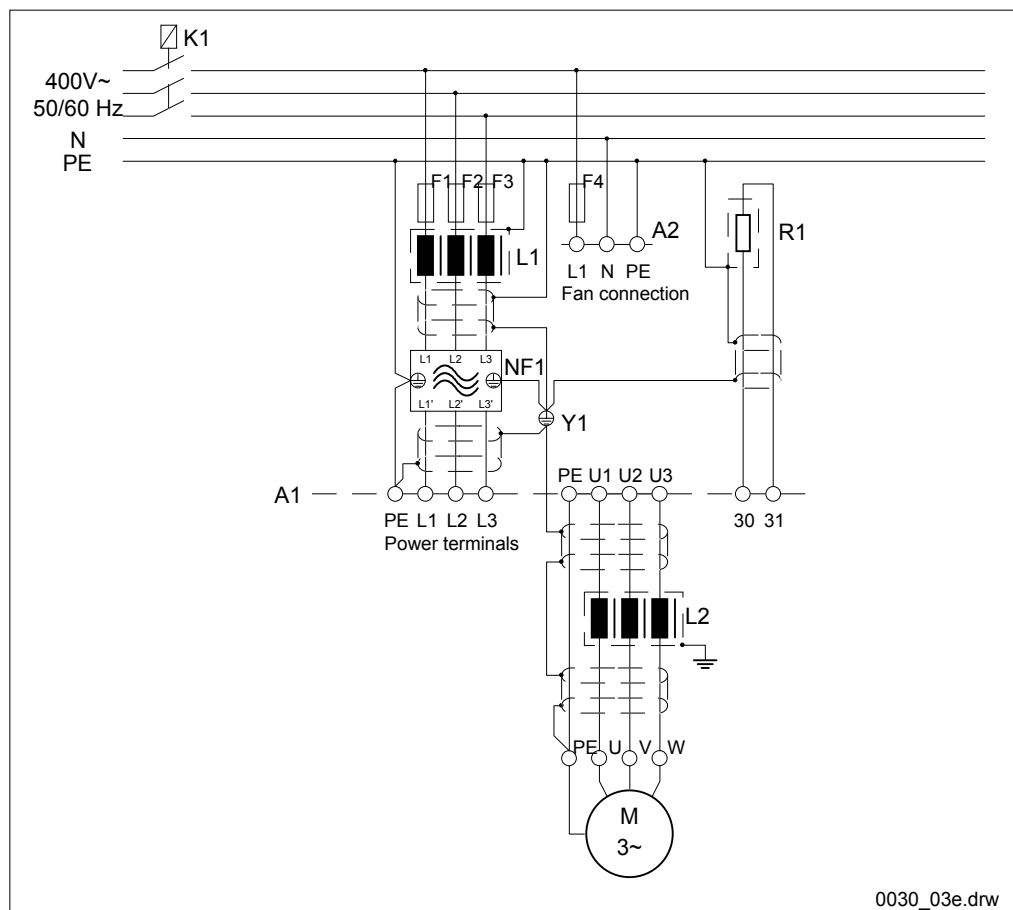 K1
400V~
50/60 Hz
N
PE
F1 F2 F3 F4
A2
R1
L1
L1 N PE
Fan connection
L1 L2 L3
NF1
L1' L2' L3'
Y1
PE U1 U2 U3
A1
PE L1 L2 L3
30 31
Power terminals
L2
PE U V W
M
3~
0030_03e.drw